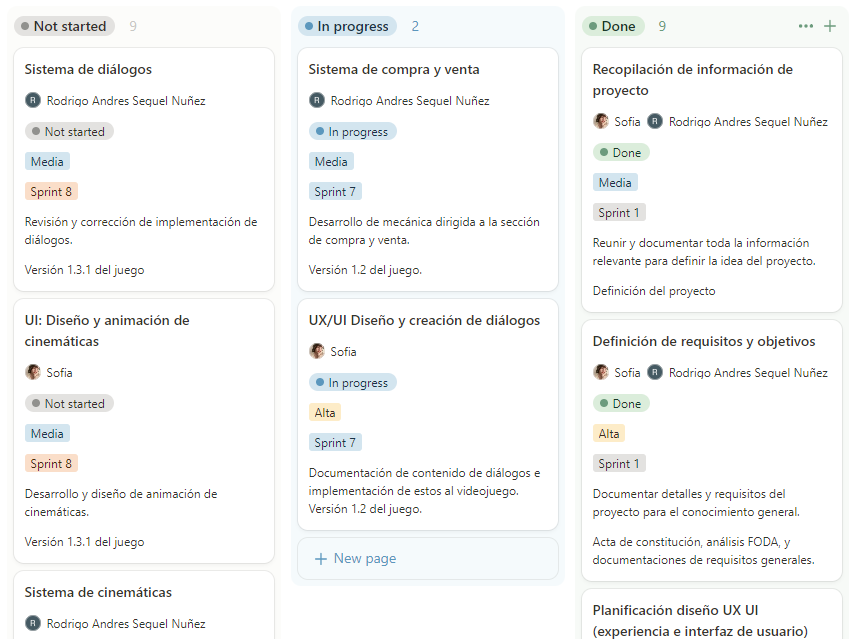 Not started 9
Sistema de diálogos
R Rodrigo Andres Sequel Nuñez
Not started
Media
Sprint 8
Revisión y corrección de implementación de
diálogos.
Versión 1.3.1 del juego
UI: Diseño y animación de
cinemáticas
Sofia
Not started
Media
Sprint 8
Desarrollo y diseño de animación de
cinemáticas.
Versión 1.3.1 del juego
Sistema de cinemáticas
R Rodrigo Andres Sequel Nuñez
In progress 2
Sistema de compra y venta
R Rodrigo Andres Sequel Nuñez
In progress
Media
Sprint 7
Desarrollo de mecánica dirigida a la sección
de compra y venta.
Versión 1.2 del juego.
UX/UI Diseño y creación de diálogos
Sofia
In progress
Alta
Sprint 7
Documentación de contenido de diálogos e
implementación de estos al videojuego.
Versión 1.2 del juego.
+ New page
Done 9 ••• +
Recopilación de información de
proyecto
Sofia R Rodrigo Andres Sequel Nuñez
Done
Media
Sprint 1
Reunir y documentar toda la información
relevante para definir la idea del proyecto.
Definición del proyecto
Definición de requisitos y objetivos
Sofia R Rodrigo Andres Sequel Nuñez
Done
Alta
Sprint 1
Documentar detalles y requisitos del
proyecto para el conocimiento general.
Acta de constitución, análisis FODA, y
documentaciones de requisitos generales.
Planificación diseño UX UI
(experiencia e interfaz de usuario)